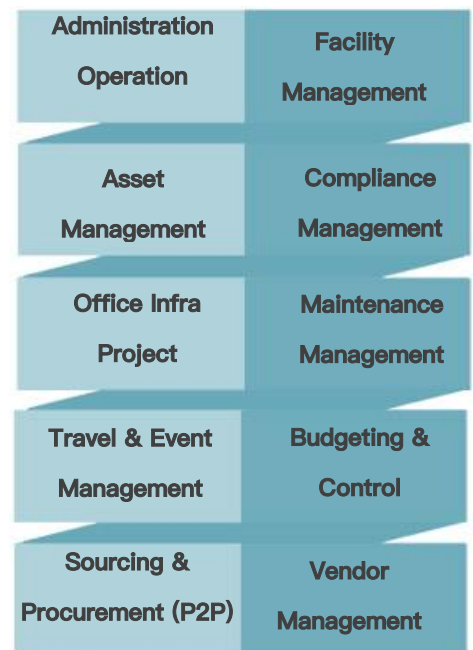 Administration
Operation
Facility
Management
Asset
Management
Compliance
Management
Office Infra
Project
Maintenance
Management
Travel & Event
Management
Budgeting &
Control
Sourcing &
Procurement (P2P)
Vendor
Management